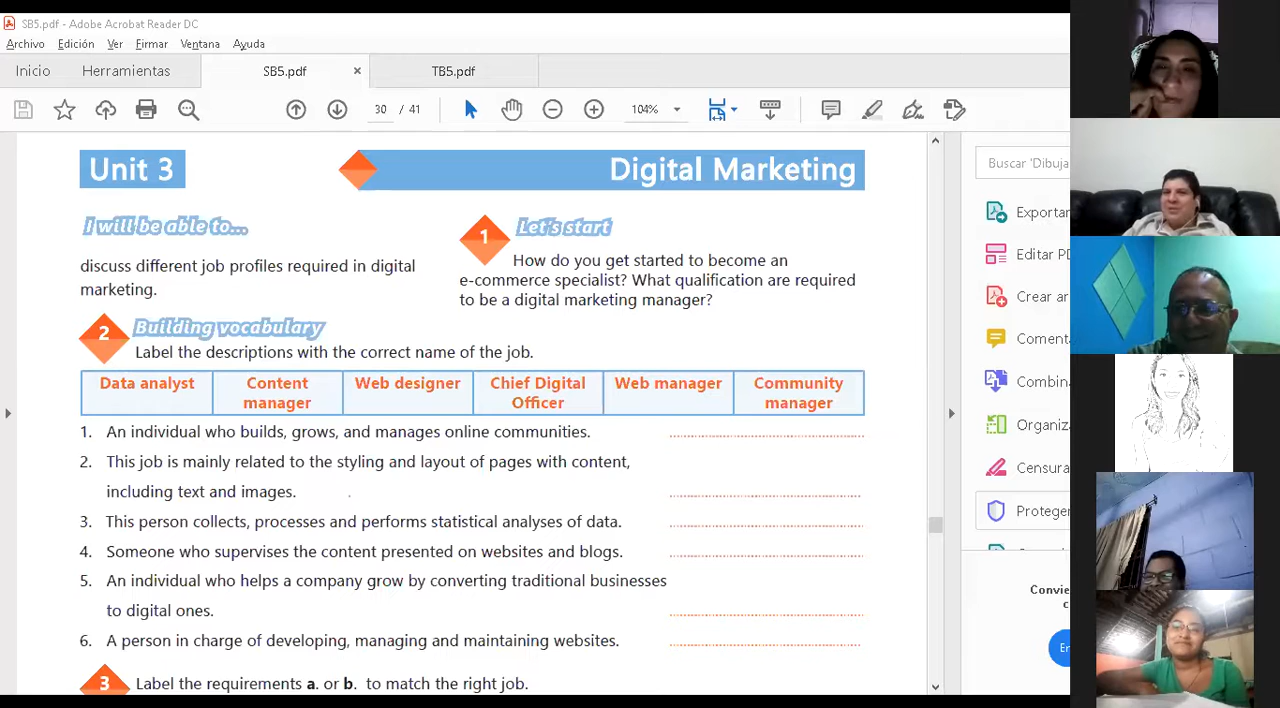 SB5.pdf - Adobe Acrobat Reader DC
Archivo Edición Ver Firmar Ventana Ayuda
Inicio Herramientas SB5.pdf × TB5.pdf
30 / 41 104%
Unit 3 Digital Marketing
I will be able to...
discuss different job profiles required in digital
marketing.
1 Let's start
How do you get started to become an
e-commerce specialist? What qualification are required
to be a digital marketing manager?
2 Building vocabulary
Label the descriptions with the correct name of the job.
Data analyst
Content
manager
Web designer
Chief Digital
Officer
Web manager
Community
manager
1. An individual who builds, grows, and manages online communities.
2. This job is mainly related to the styling and layout of pages with content,
including text and images.
3. This person collects, processes and performs statistical analyses of data.
4. Someone who supervises the content presented on websites and blogs.
5. An individual who helps a company grow by converting traditional businesses
to digital ones.
6. A person in charge of developing, managing and maintaining websites.
3 Label the requirements a. or b. to match the right job.
Buscar 'Dibuja
Exportar
Editar PD
Crear ar
Coment
Combin
Organiz
Censura
Proteger
Convie
c
En